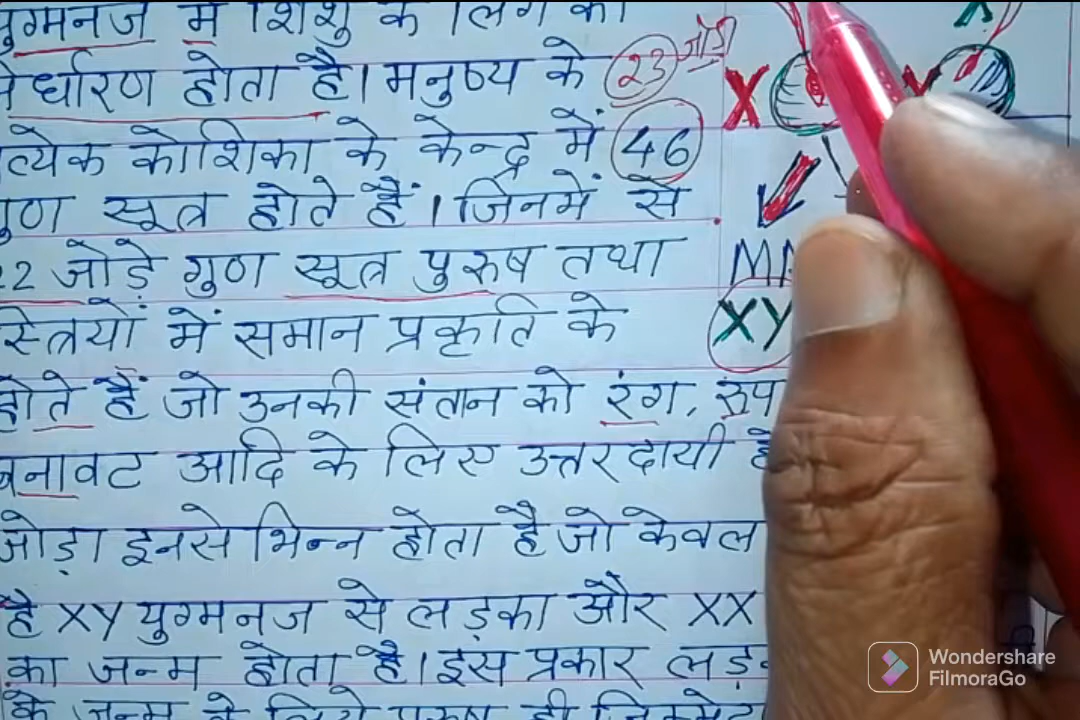 युग्मनज में शिशु के लिंग का
निर्धारण होता है। मनुष्य के 23 जोड़ी
त्येक कोशिका के केन्द्र में 46
गुण सूत्र होते हैं। जिनमें से
22 जोड़े गुण सूत्र पुरुष तथा
स्त्रियों में समान प्रकृति के
होते हैं जो उनकी संतान को रंग, रूप
बनावट आदि के लिए उत्तरदायी है
जोड़ा इनसे भिन्न होता है जो केवल
है XY युग्मनज से लड़का और XX
का जन्म होता है। इस प्रकार लड़
के जन्म के लिये पुरुष ही
X X X
XY
Wondershare
FilmoraGo